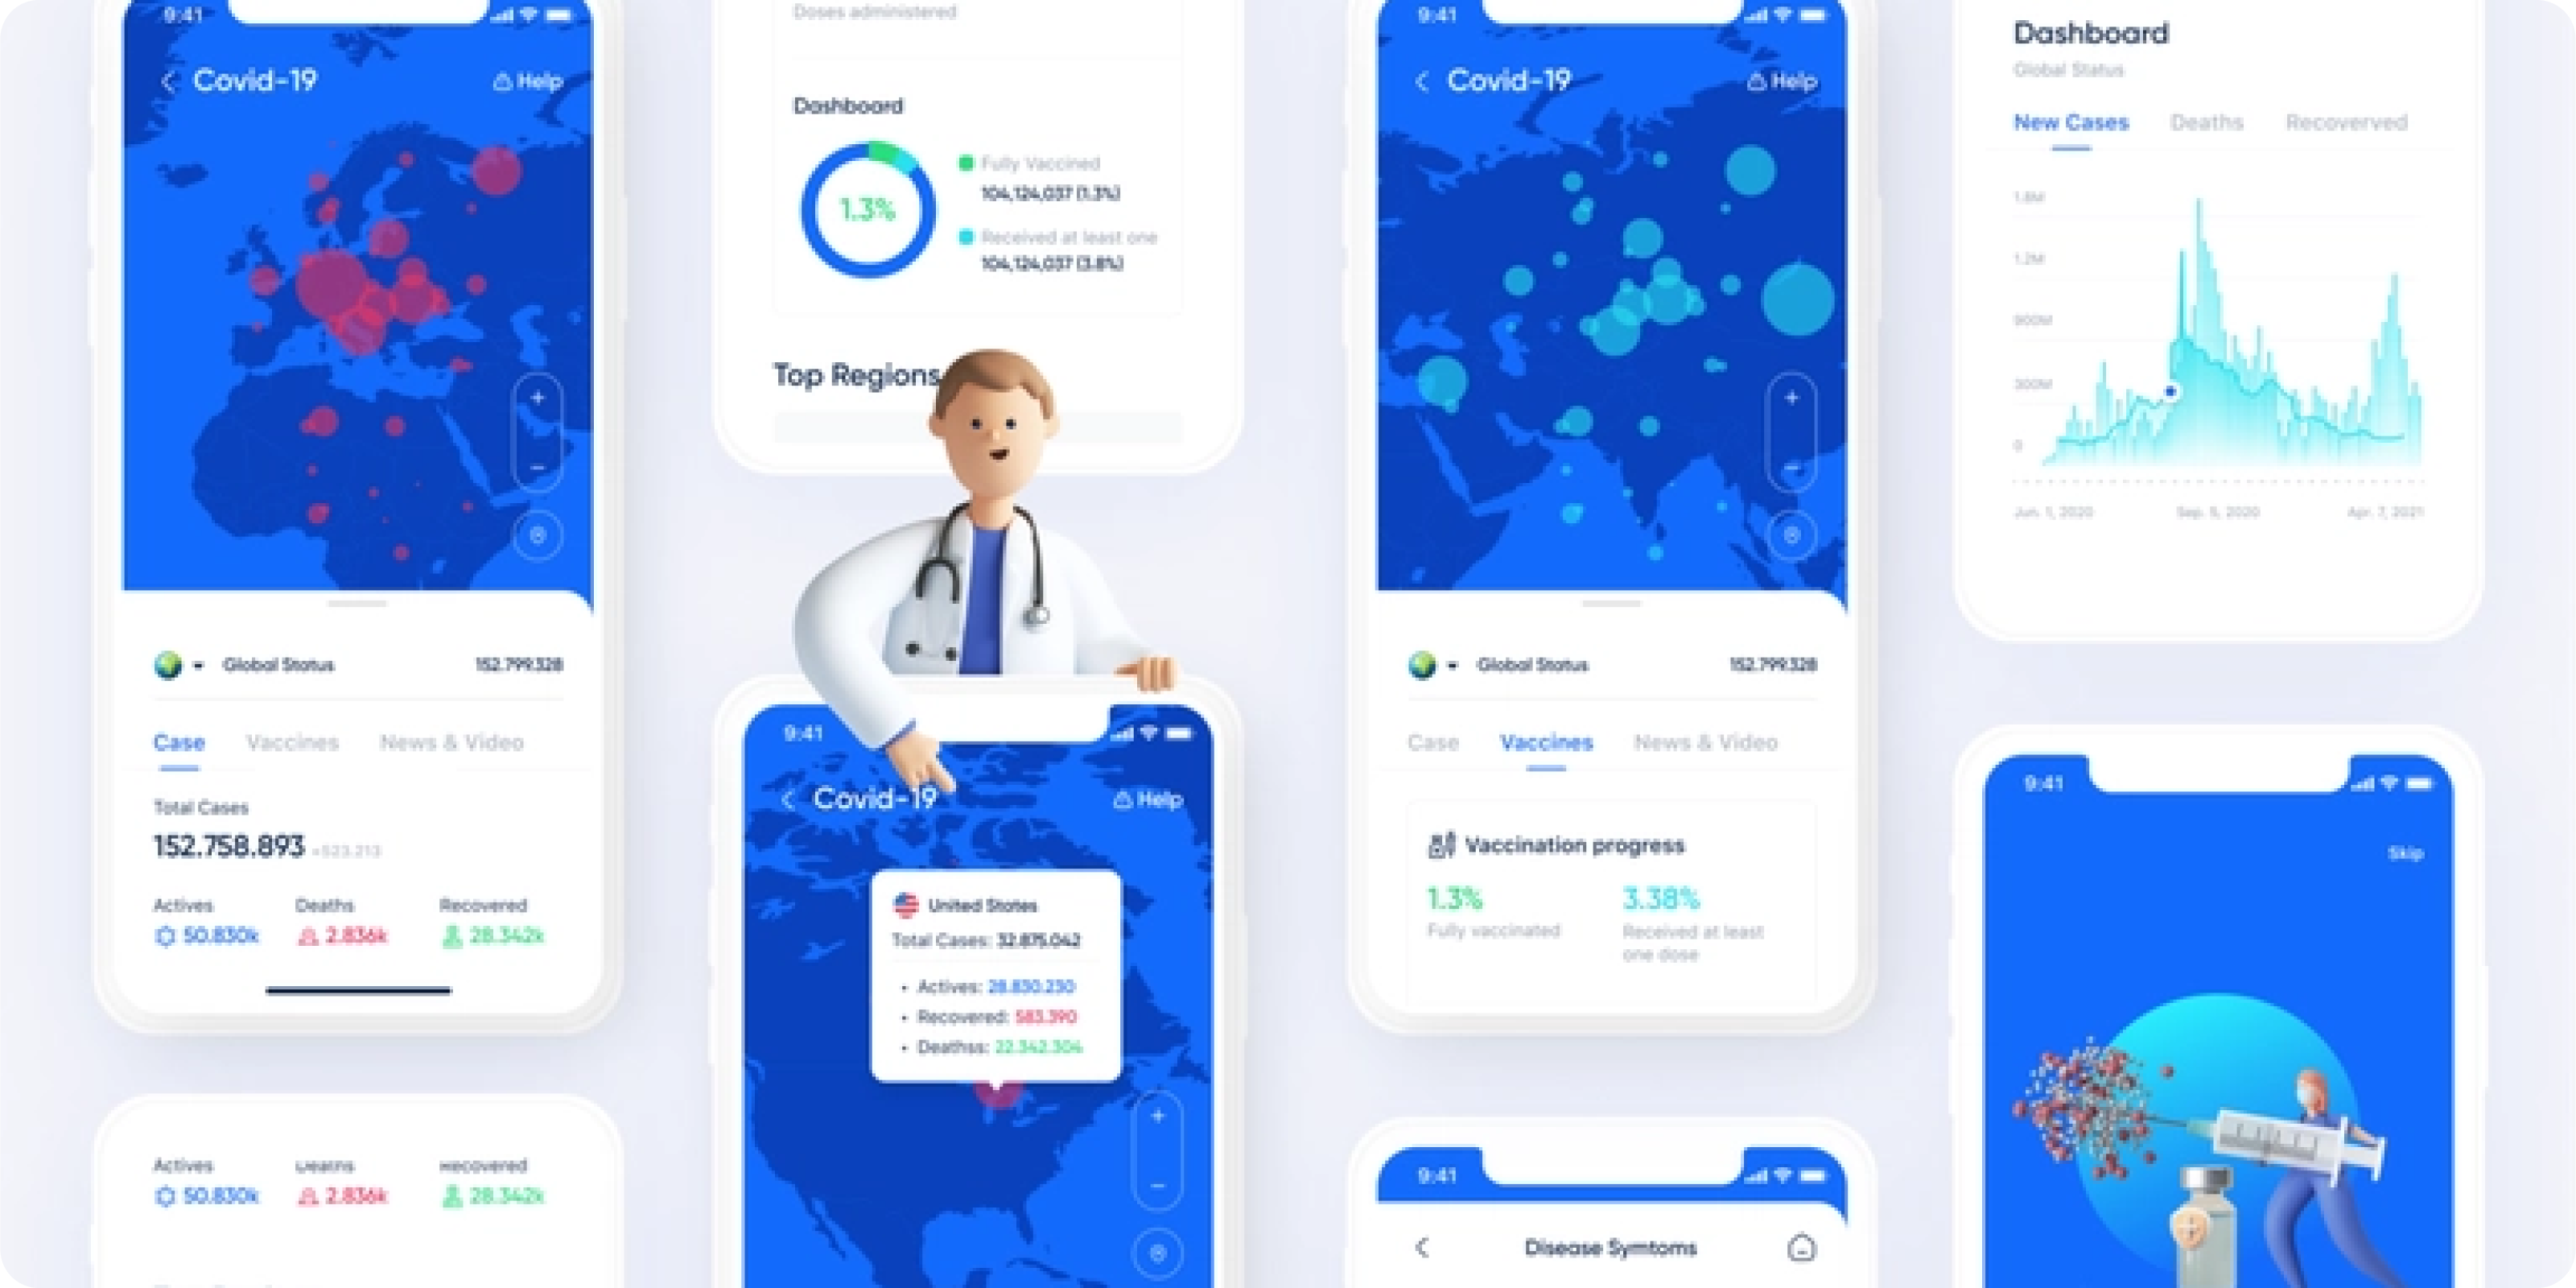 9:41
Covid-19
Help
Global Status 152.799.328
Case Vaccines News & Video
Total Cases
152.758.893 +523.213
Actives Deaths Recovered
50.830k 2.836k 28.342k
Actives Recovered
50.830k 2.836k 28.342k
Doses administered
Dashboard
1.3%
Fully Vaccined
104,124,037 (1.3%)
Received at least one
104,124,037 (3.8%)
Top Regions
9:41
Covid-19
Help
United States
Total Cases: 32.875.042
• Actives: 28.830.230
• Recovered: 583.390
• Deathss: 22.342.304
9:41
Covid-19
Help
Global Status 152.799.328
Case Vaccines News & Video
Vaccination progress
1.3% 3.38%
Fully vaccinated Received at least
one dose
9:41
Disease Symtoms
Dashboard
Global Status
New Cases Deaths Recoverved
1.8M
1.2M
900M
300M
0
Jun. 1, 2020 Sep. 5, 2020 Apr. 7, 2021
9:41
Skip